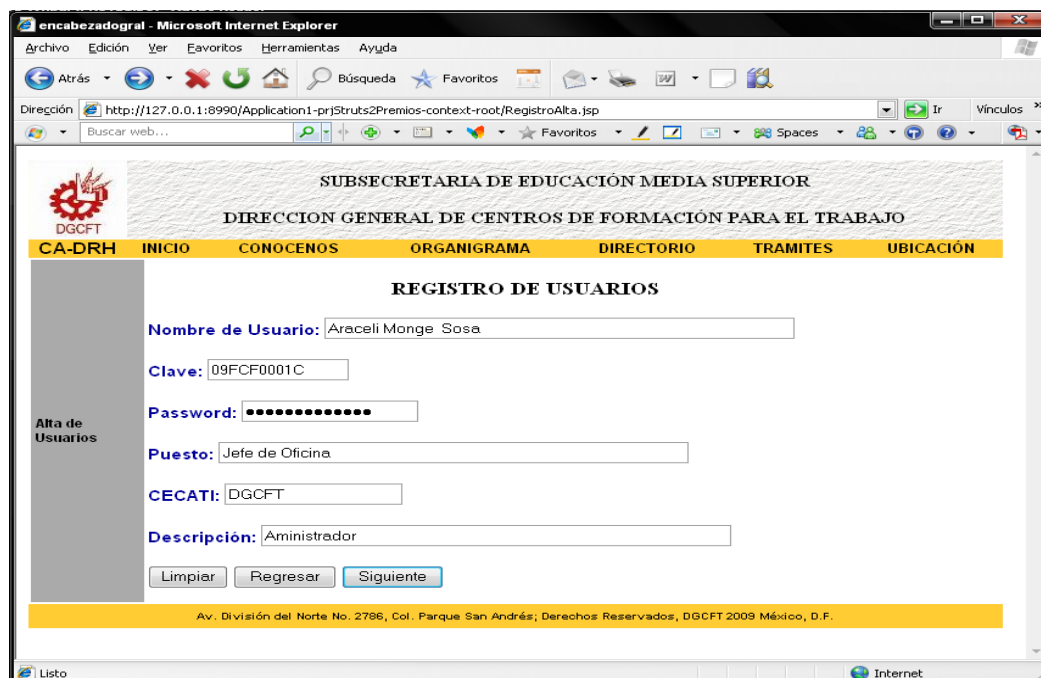 encabezadogral - Microsoft Internet Explorer
Archivo Edición Ver Favoritos Herramientas Ayuda
Atrás Búsqueda Favoritos
Dirección http://127.0.0.1:8990/Application1-prjStruts2Premios-context-root/RegistroAlta.jsp Ir Vínculos »
Buscar web... Favoritos Spaces
SUBSECRETARIA DE EDUCACIÓN MEDIA SUPERIOR
DIRECCION GENERAL DE CENTROS DE FORMACIÓN PARA EL TRABAJO
DGCFT
CA-DRH INICIO CONOCENOS ORGANIGRAMA DIRECTORIO TRAMITES UBICACIÓN
REGISTRO DE USUARIOS
Nombre de Usuario: Araceli Monge Sosa
Clave: 09FCF0001C
Password: •••••••••••••
Alta de
Usuarios
Puesto: Jefe de Oficina
CECATI: DGCFT
Descripción: Aministrador
Limpiar Regresar Siguiente
Av. División del Norte No. 2786, Col. Parque San Andrés; Derechos Reservados, DGCFT 2009 México, D.F.
Listo Internet